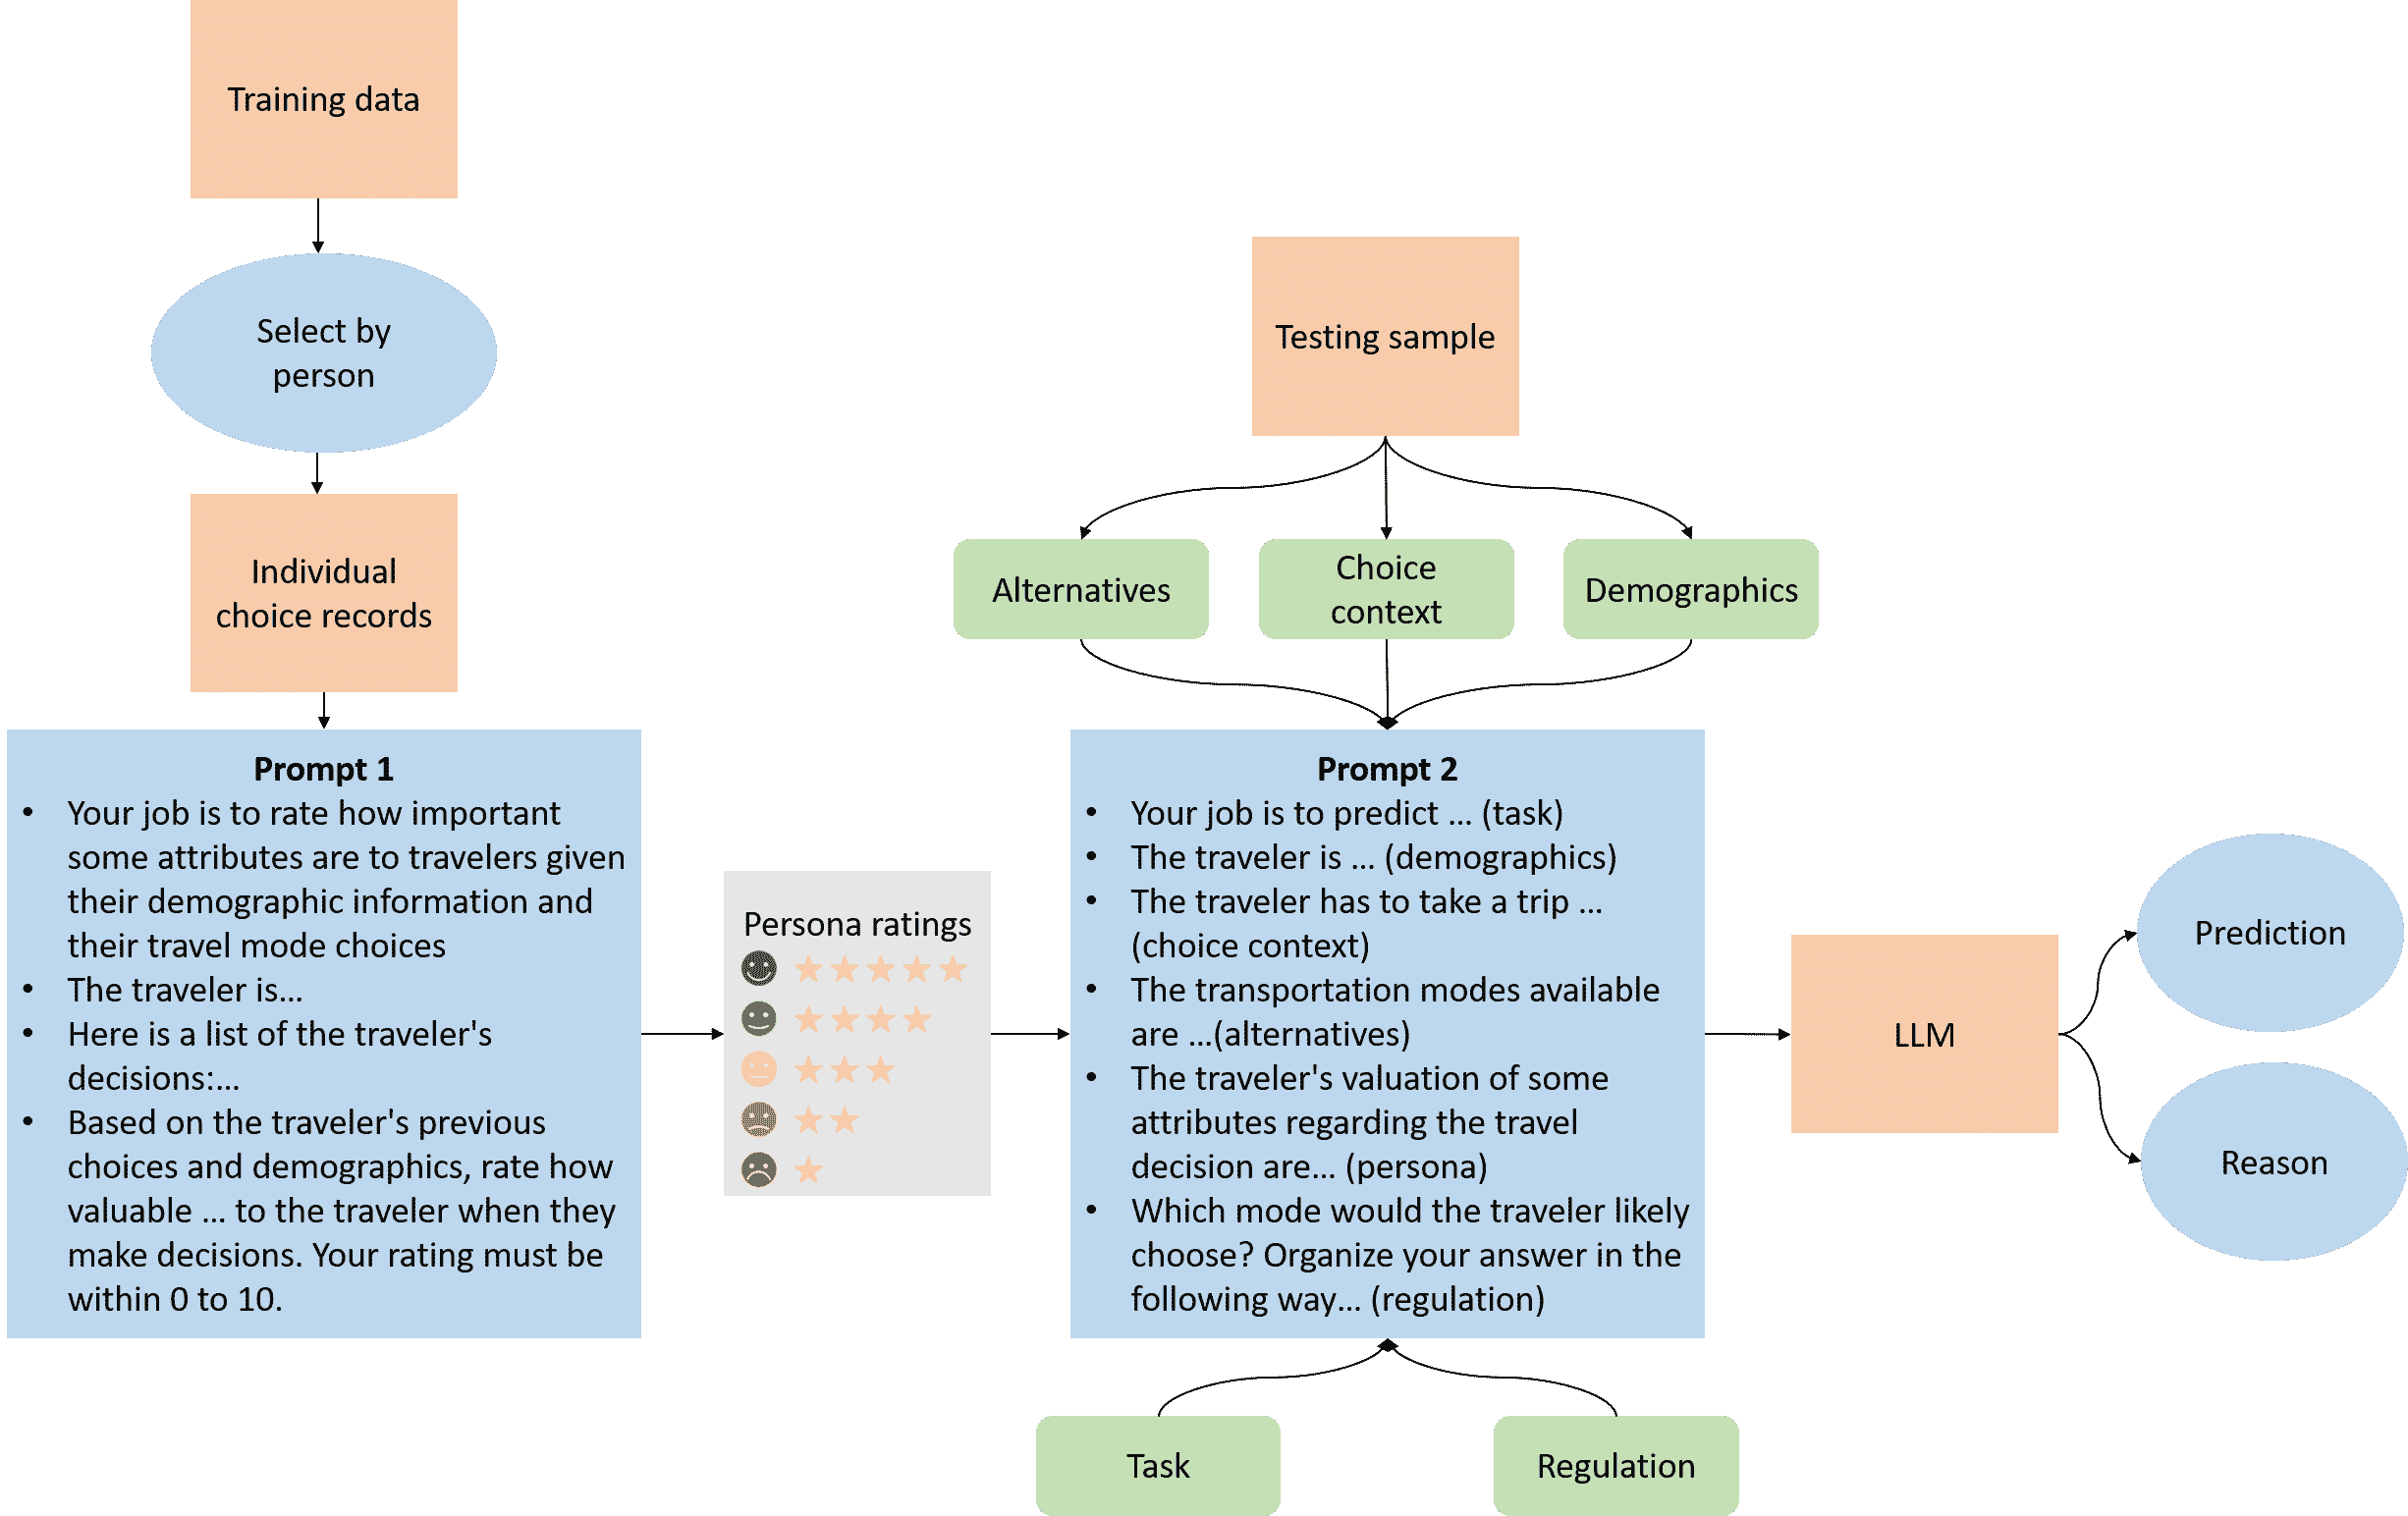 Training data
Select by
person
Individual
choice records
Prompt 1
• Your job is to rate how important
some attributes are to travelers given
their demographic information and
their travel mode choices
• The traveler is...
• Here is a list of the traveler's
decisions:...
• Based on the traveler's previous
choices and demographics, rate how
valuable ... to the traveler when they
make decisions. Your rating must be
within 0 to 10.
Persona ratings
Testing sample
Alternatives
Choice
context
Demographics
Prompt 2
• Your job is to predict ... (task)
• The traveler is ... (demographics)
• The traveler has to take a trip ...
(choice context)
• The transportation modes available
are ...(alternatives)
• The traveler's valuation of some
attributes regarding the travel
decision are... (persona)
• Which mode would the traveler likely
choose? Organize your answer in the
following way... (regulation)
Task
Regulation
LLM
Prediction
Reason